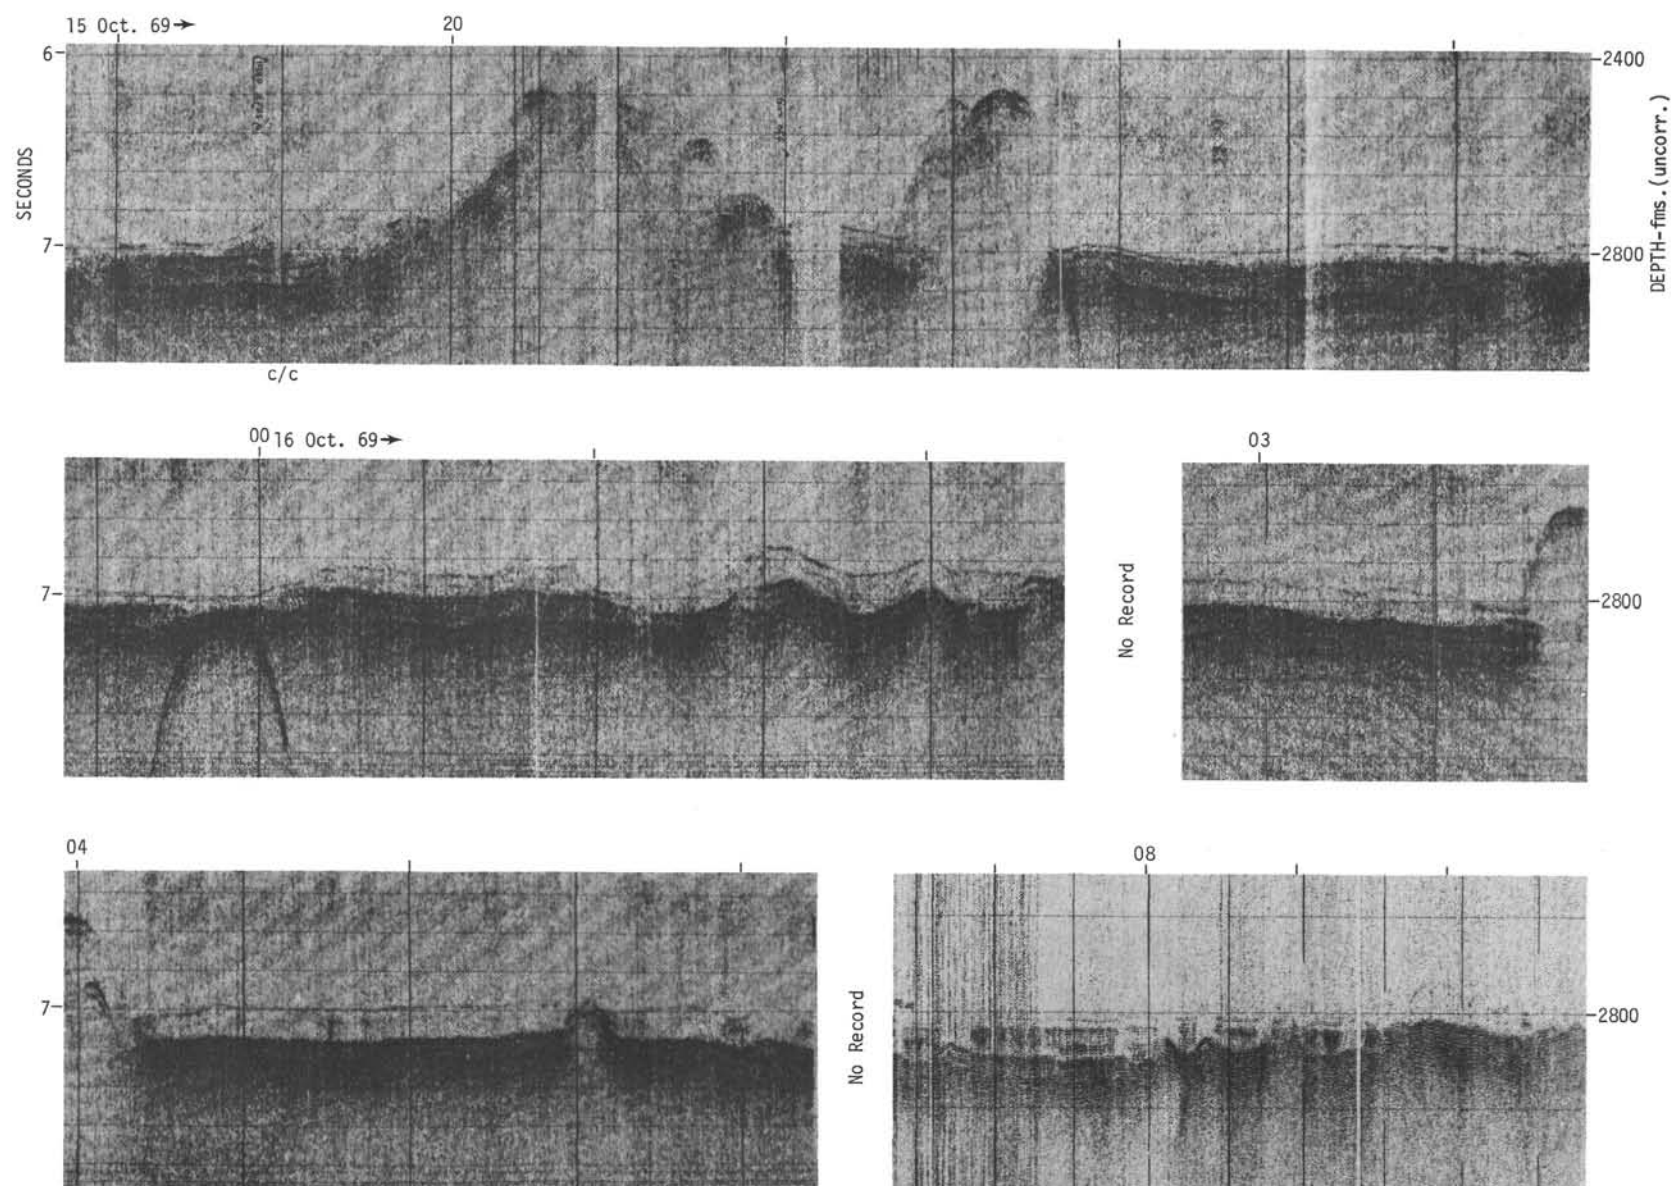 15 Oct. 69→ 20
6
2400
SECONDS
DEPTH-fms.(uncorr.)
7
2800
c/c
00 16 Oct. 69→ 03
7
No Record
2800
04 08
7
No Record
2800